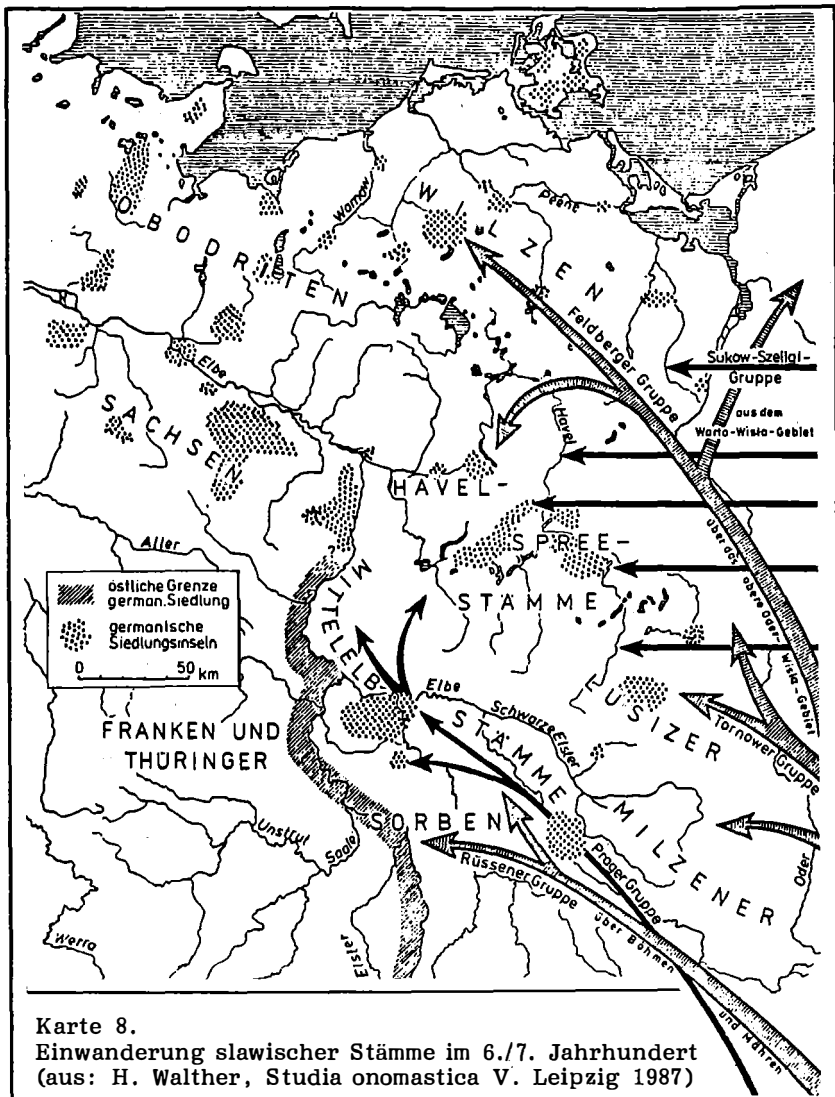 OBODRITEN
Warnow
WILZEN
Peene
Elbe
SACHSEN
Feldberger Gruppe
Sukow-Szeligi-
Gruppe
aus dem
Warta-Wisła-Gebiet
Havel
HAVEL-
SPREE-
STÄMME
über das obere Oder-Wisła-Gebiet
Aller
östliche Grenze
german. Siedlung
germanische
Siedlungsinseln
0 50
km
MITTELELB
Elbe
STÄMME
Schwarze Elster
LUSIZER
Tornower Gruppe
FRANKEN UND
THÜRINGER
SORBEN
MILZENER
Oder
Unstrut
Saale
Rüssener Gruppe
Prager Gruppe
über Böhmen
und Mähren
Werra
Elster
Karte 8.
Einwanderung slawischer Stämme im 6./7. Jahrhundert
(aus: H. Walther, Studia onomastica V. Leipzig 1987)